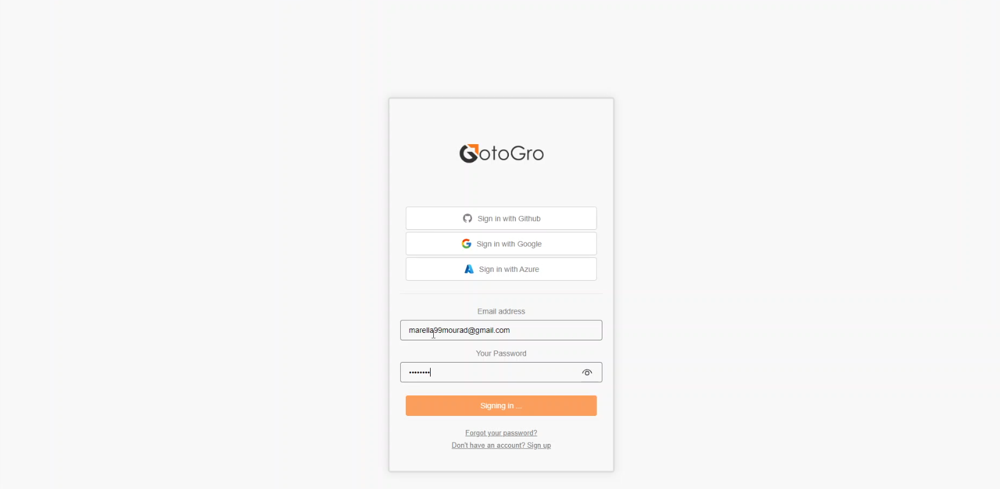 GotoGro
Sign in with Github
Sign in with Google
Sign in with Azure
Email address
marella99mourad@gmail.com
Your Password
••••••••
Signing in ...
Forgot your password?
Don't have an account? Sign up